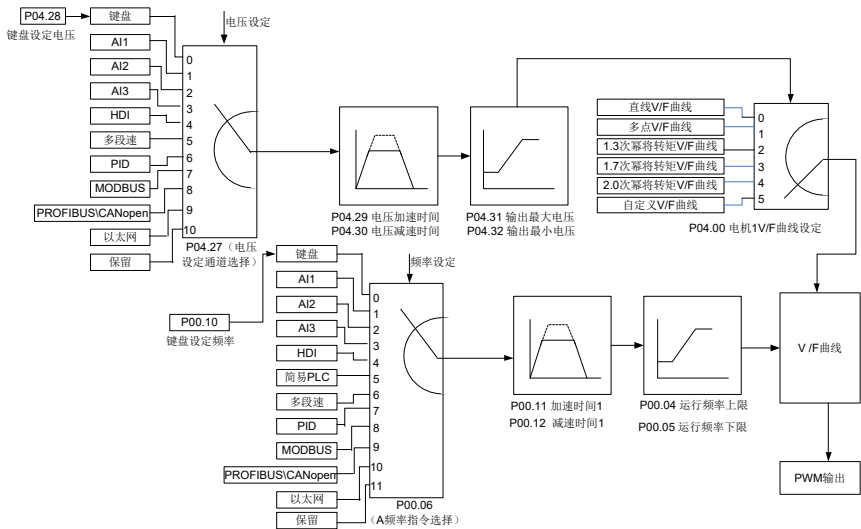 P04.28
键盘设定电压
键盘
AI1
AI2
AI3
HDI
多段速
PID
MODBUS
PROFIBUS\CANopen
以太网
保留
电压设定
0
1
2
3
4
5
6
7
8
9
10
P04.27（电压
设定通道选择）
P04.29 电压加速时间
P04.30 电压减速时间
P04.31 输出最大电压
P04.32 输出最小电压
直线V/F曲线
多点V/F曲线
1.3次幂将转矩V/F曲线
1.7次幂将转矩V/F曲线
2.0次幂将转矩V/F曲线
自定义V/F曲线
0
1
2
3
4
5
P04.00 电机1V/F曲线设定
P00.10
键盘设定频率
键盘
AI1
AI2
AI3
HDI
简易PLC
多段速
PID
MODBUS
PROFIBUS\CANopen
以太网
保留
频率设定
0
1
2
3
4
5
6
7
8
9
10
11
P00.06
（A频率指令选择）
P00.11 加速时间1
P00.12 减速时间1
P00.04 运行频率上限
P00.05 运行频率下限
V /F曲线
PWM输出